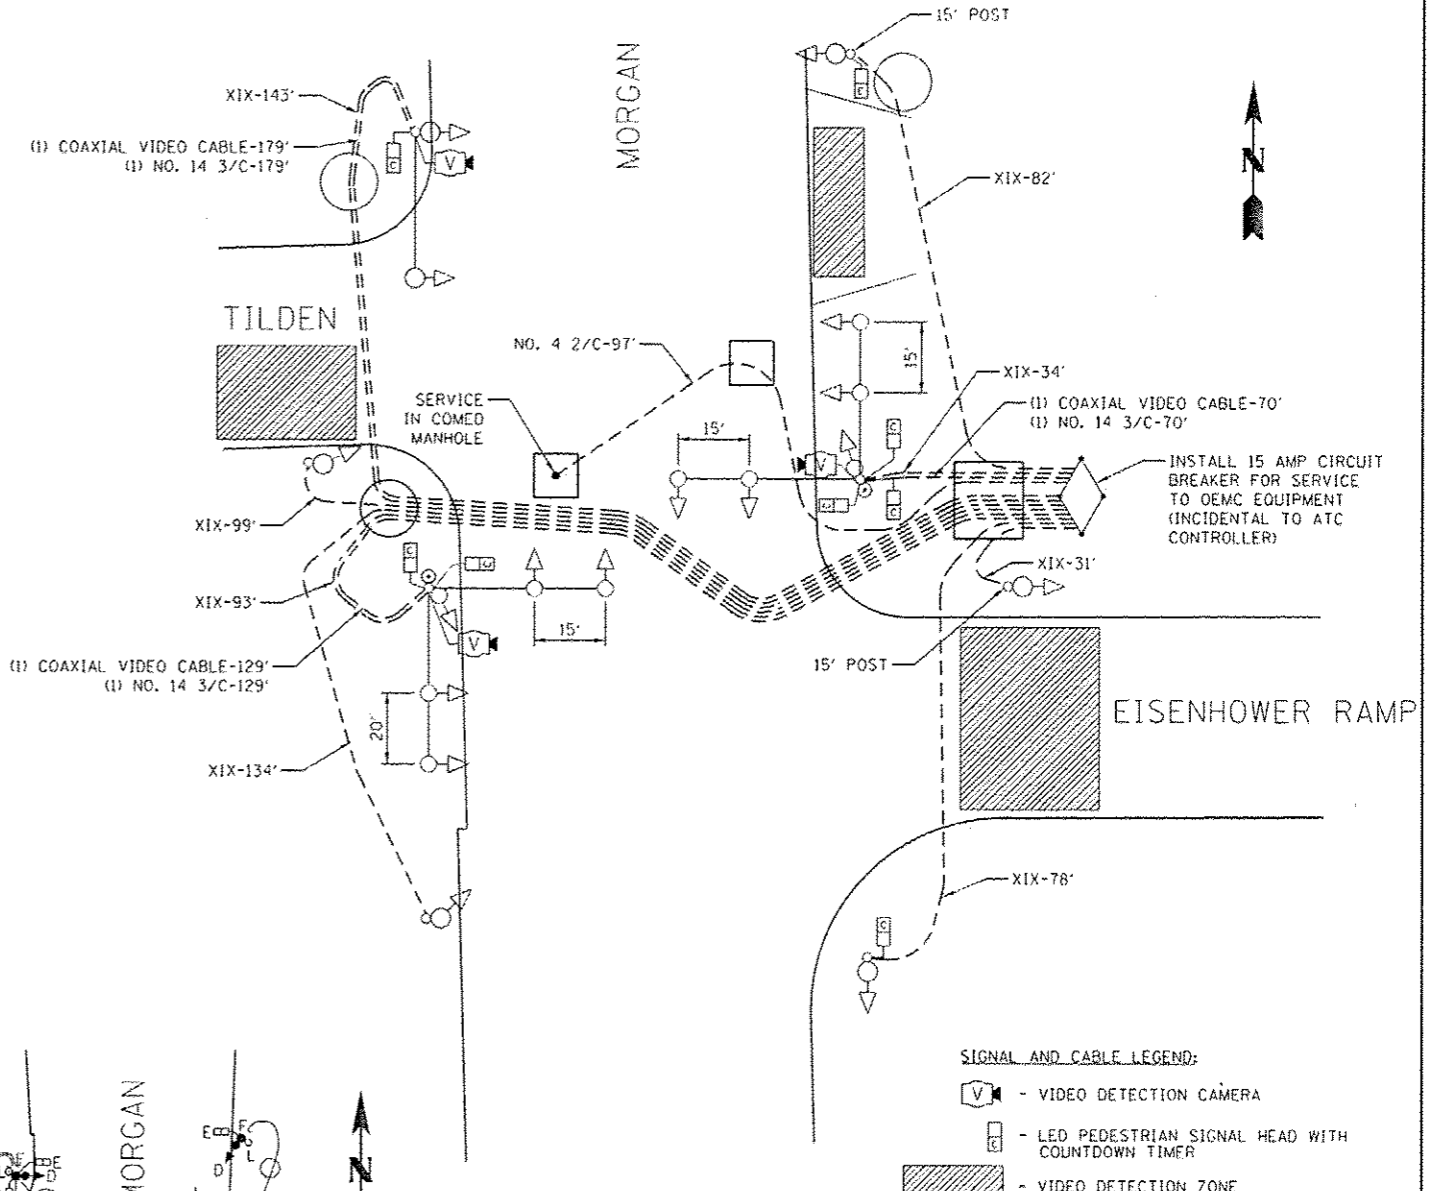 15' POST
MORGAN
XIX-143'
(1) COAXIAL VIDEO CABLE-179'
(1) NO. 14 3/C-179'
C
V
C
XIX-82'
N
TILDEN
NO. 4 2/C-97'
SERVICE
IN COMED
MANHOLE
15'
15'
XIX-34'
(1) COAXIAL VIDEO CABLE-70'
(1) NO. 14 3/C-70'
C
V
C
C
INSTALL 15 AMP CIRCUIT
BREAKER FOR SERVICE
TO OEMC EQUIPMENT
(INCIDENTAL TO ATC
CONTROLLER)
XIX-99'
XIX-31'
C
C
XIX-93'
15'
V
(1) COAXIAL VIDEO CABLE-129'
(1) NO. 14 3/C-129'
15' POST
20'
EISENHOWER RAMP
XIX-134'
XIX-78'
C
SIGNAL AND CABLE LEGEND:
V - VIDEO DETECTION CAMERA
C - LED PEDESTRIAN SIGNAL HEAD WITH
COUNTDOWN TIMER
- VIDEO DETECTION ZONE
MORGAN
N
E
F
D
L
F
E
D